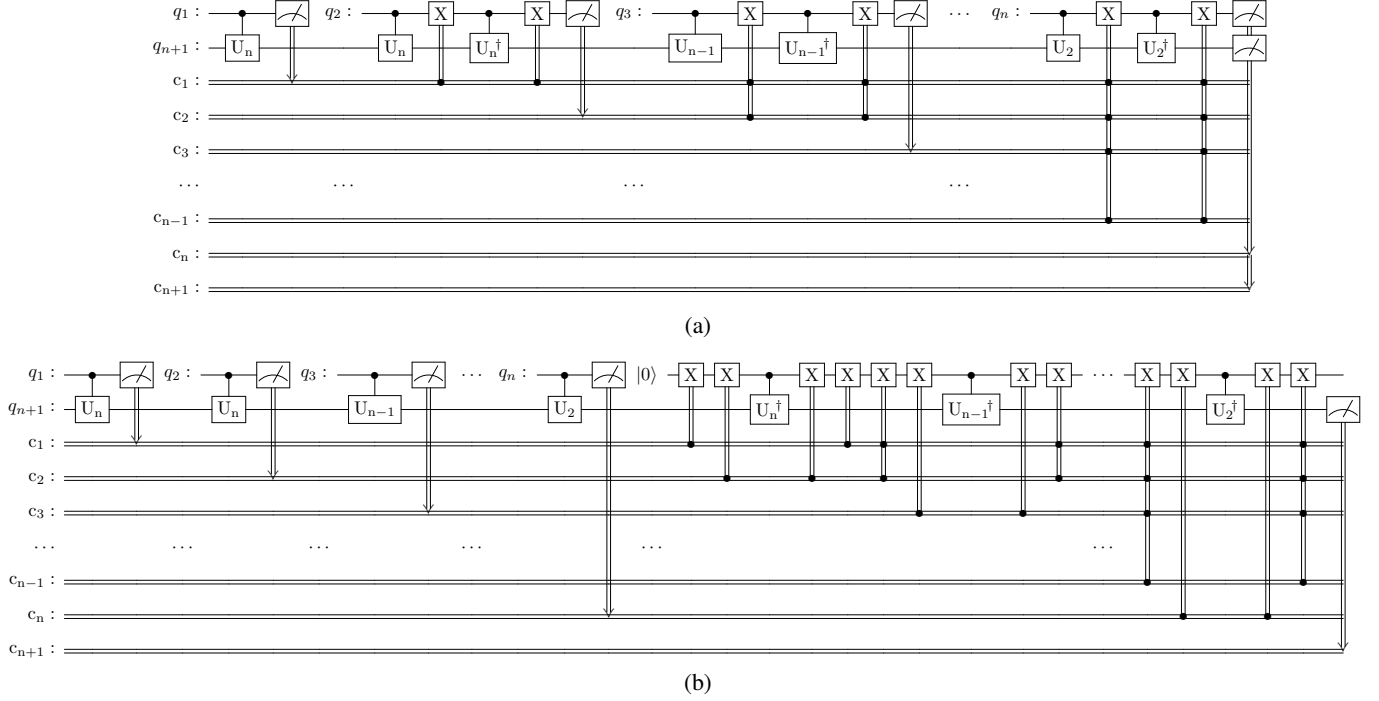 q₁ : q₂ : X X q₃ : X X ⋯ qₙ : X X
qₙ₊₁ : Uₙ Uₙ Uₙ† Uₙ₋₁ Uₙ₋₁† U₂ U₂†
c₁ :
c₂ :
c₃ :
⋯ ⋯ ⋯ ⋯
cₙ₋₁ :
cₙ :
cₙ₊₁ :
(a)
q₁ : q₂ : q₃ : ⋯ qₙ : |0⟩ X X X X X X X X ⋯ X X X X
qₙ₊₁ : Uₙ Uₙ Uₙ₋₁ U₂ Uₙ† Uₙ₋₁† U₂†
c₁ :
c₂ :
c₃ :
⋯ ⋯ ⋯ ⋯ ⋯ ⋯
cₙ₋₁ :
cₙ :
cₙ₊₁ :
(b)